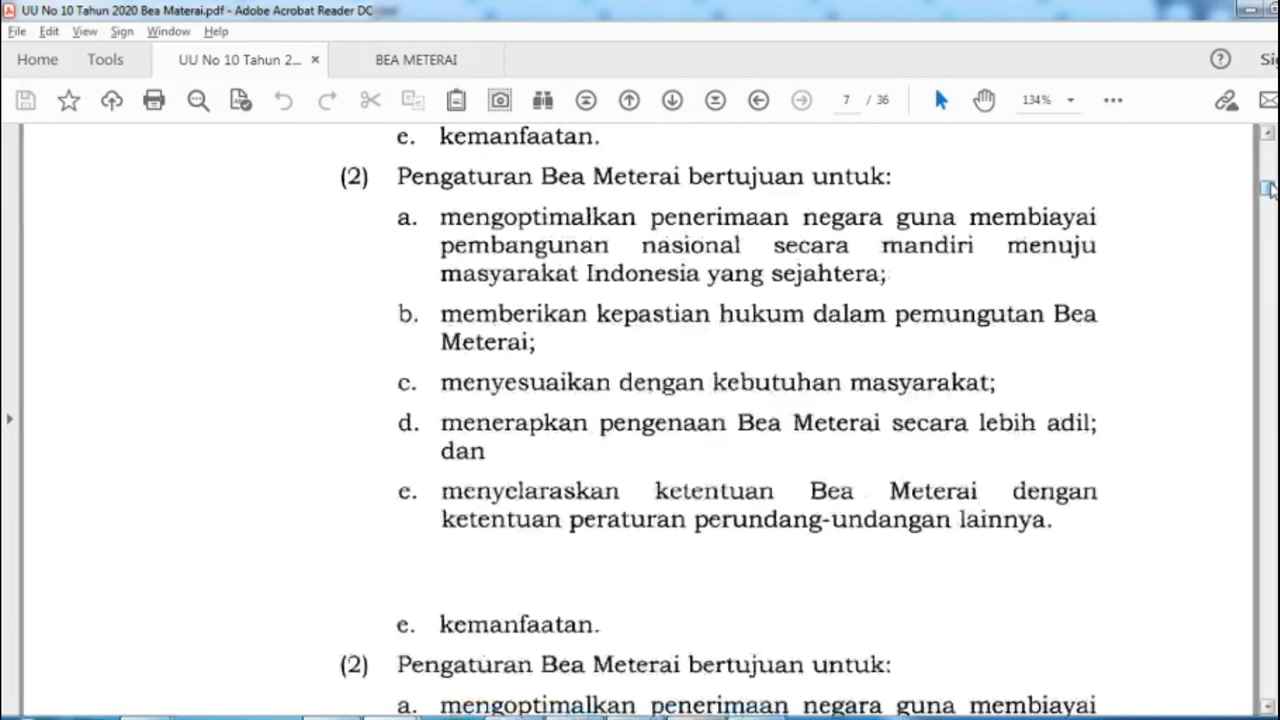 UU No 10 Tahun 2020 Bea Materai.pdf - Adobe Acrobat Reader DC
File Edit View Sign Window Help
Home Tools UU No 10 Tahun 2... × BEA METERAI
7 / 36 134%
e. kemanfaatan.
(2) Pengaturan Bea Meterai bertujuan untuk:
a. mengoptimalkan penerimaan negara guna membiayai
pembangunan nasional secara mandiri menuju
masyarakat Indonesia yang sejahtera;
b. memberikan kepastian hukum dalam pemungutan Bea
Meterai;
c. menyesuaikan dengan kebutuhan masyarakat;
d. menerapkan pengenaan Bea Meterai secara lebih adil;
dan
e. menyelaraskan ketentuan Bea Meterai dengan
ketentuan peraturan perundang-undangan lainnya.
e. kemanfaatan.
(2) Pengaturan Bea Meterai bertujuan untuk:
a. mengoptimalkan penerimaan negara guna membiayai